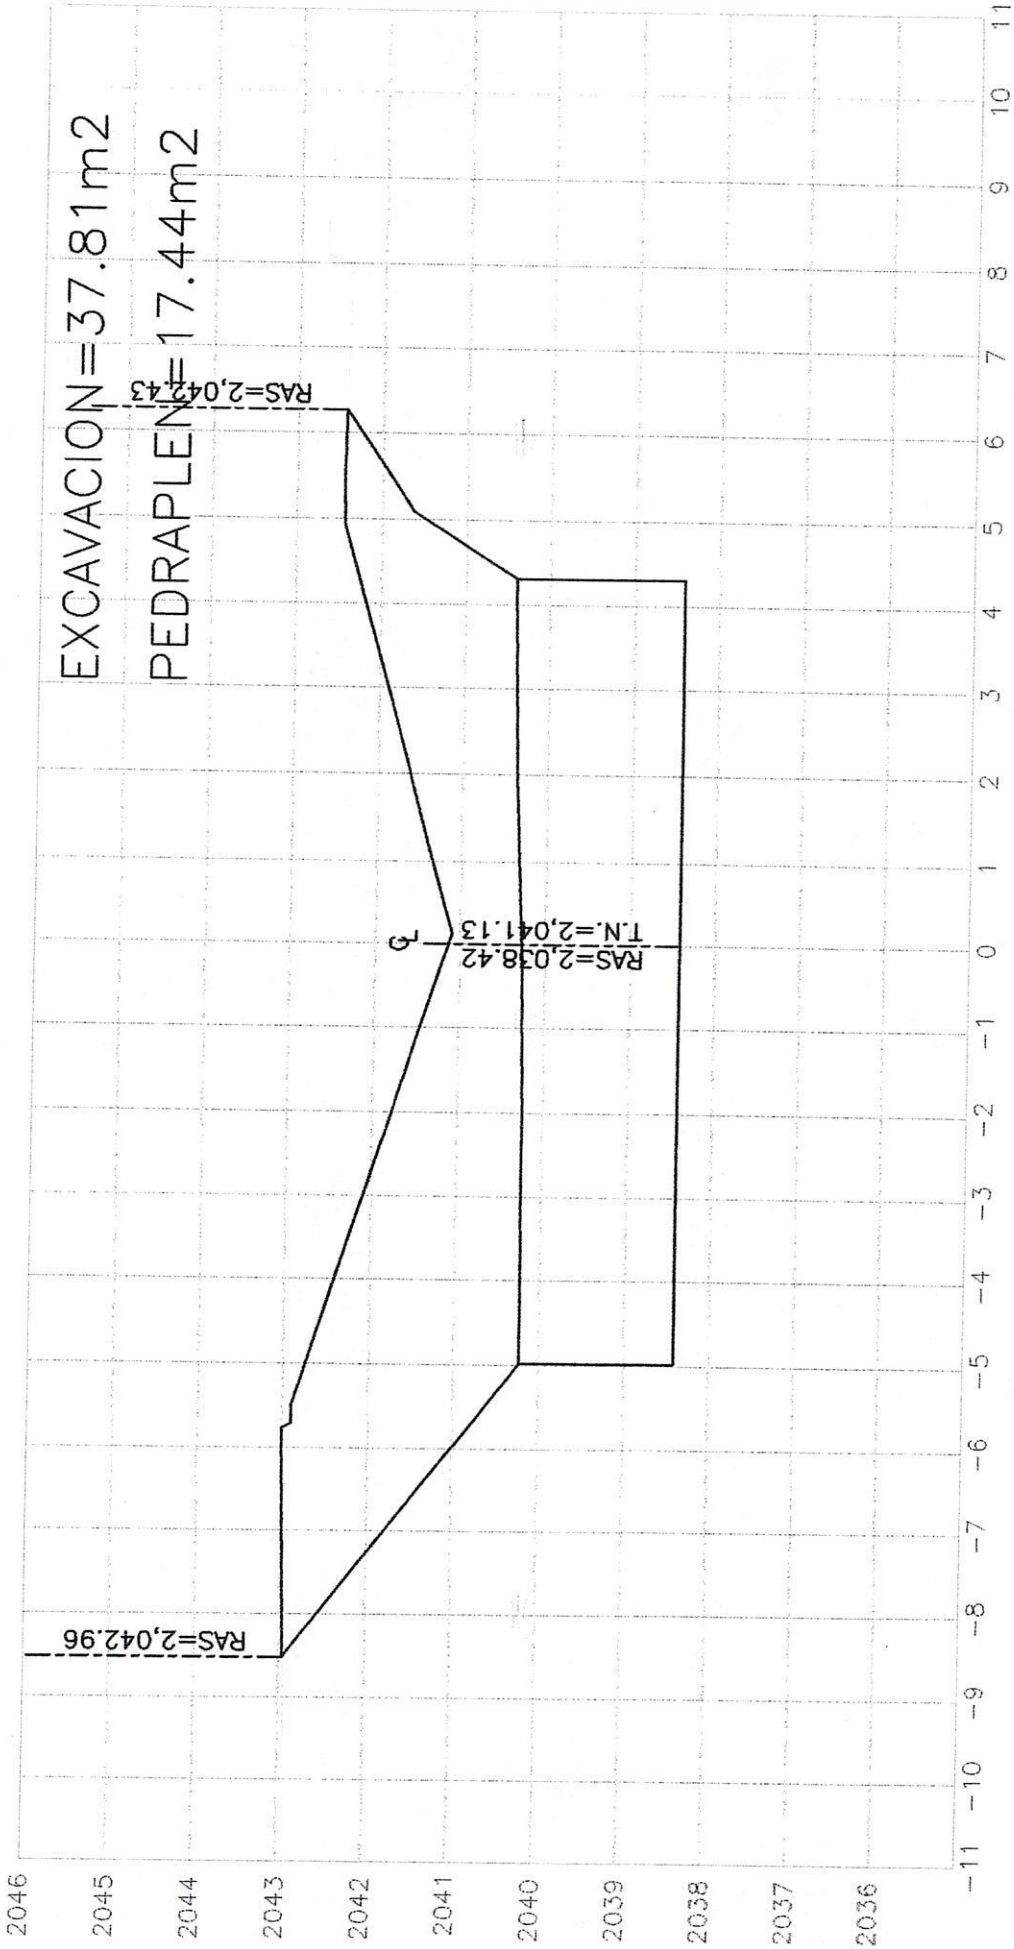 EXCAVACION=37.81m2
PEDRAPLEN=17.44m2
RAS=2,042.96
RAS=2,042.43
CL
RAS=2,038.42
T.N.=2,041.13
2046
2045
2044
2043
2042
2041
2040
2039
2038
2037
2036
-11 -10 -9 -8 -7 -6 -5 -4 -3 -2 -1 0 1 2 3 4 5 6 7 8 9 10 11